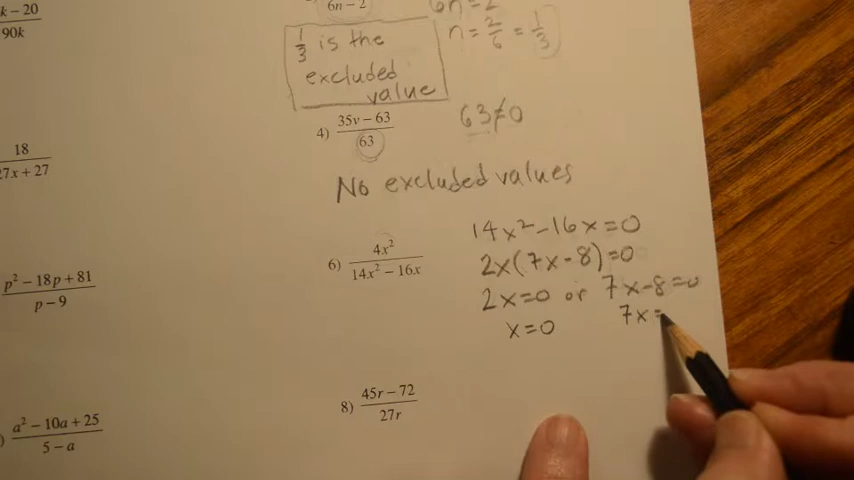 k - 20
90k
6n - 2
6n = 2
n = 2/6 = 1/3
1/3 is the
excluded
value
4) 35v - 63
63
63 ≠ 0
18
27x + 27
No excluded values
6) 4x²
14x² - 16x
14x² - 16x = 0
2x(7x - 8) = 0
2x = 0 or 7x - 8 = 0
x = 0 7x =
p² - 18p + 81
p - 9
8) 45r - 72
27r
) a² - 10a + 25
5 - a